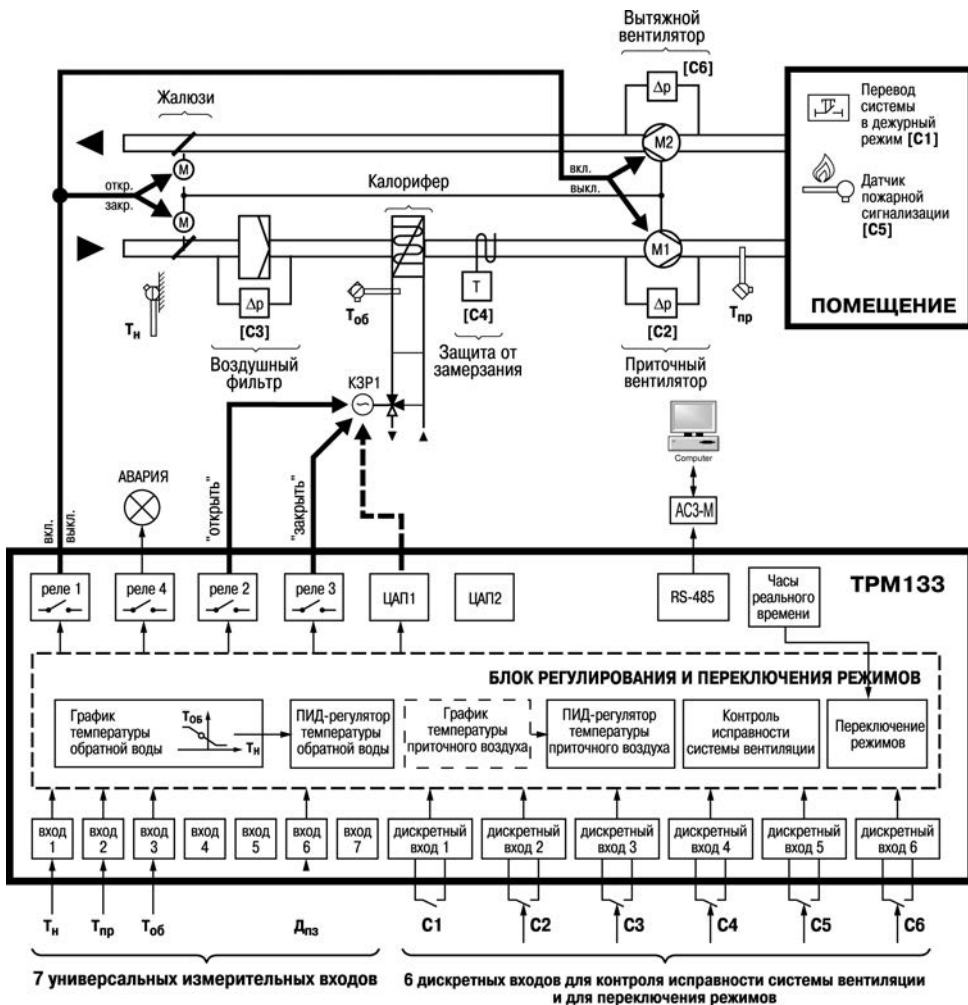 Вытяжной
вентилятор
[C6]
Δp
Жалюзи
M2
M
вкл.
откр.
Калорифер
выкл.
закр.
M
M1
Перевод
системы
в дежурный
режим [C1]
Датчик
пожарной
сигнализации
[C5]
ПОМЕЩЕНИЕ
Tн
Δp
[C3]
Tоб
T
[C4]
Δp
[C2]
Tпр
Воздушный
фильтр
Защита от
замерзания
Приточный
вентилятор
КЗР1
Computer
АС3-М
АВАРИЯ
вкл.
выкл.
"открыть"
"закрыть"
реле 1
реле 4
реле 2
реле 3
ЦАП1
ЦАП2
RS-485
Часы
реального
времени
ТРМ133
БЛОК РЕГУЛИРОВАНИЯ И ПЕРЕКЛЮЧЕНИЯ РЕЖИМОВ
График
температуры
обратной воды
TОБ
TН
ПИД-регулятор
температуры
обратной воды
График
температуры
приточного воздуха
ПИД-регулятор
температуры
приточного воздуха
Контроль
исправности
системы вентиляции
Переключение
режимов
вход
1
вход
2
вход
3
вход
4
вход
5
вход
6
вход
7
дискретный
вход 1
дискретный
вход 2
дискретный
вход 3
дискретный
вход 4
дискретный
вход 5
дискретный
вход 6
Tн
Tпр
Tоб
Дпз
C1
C2
C3
C4
C5
C6
7 универсальных измерительных входов
6 дискретных входов для контроля исправности системы вентиляции
и для переключения режимов